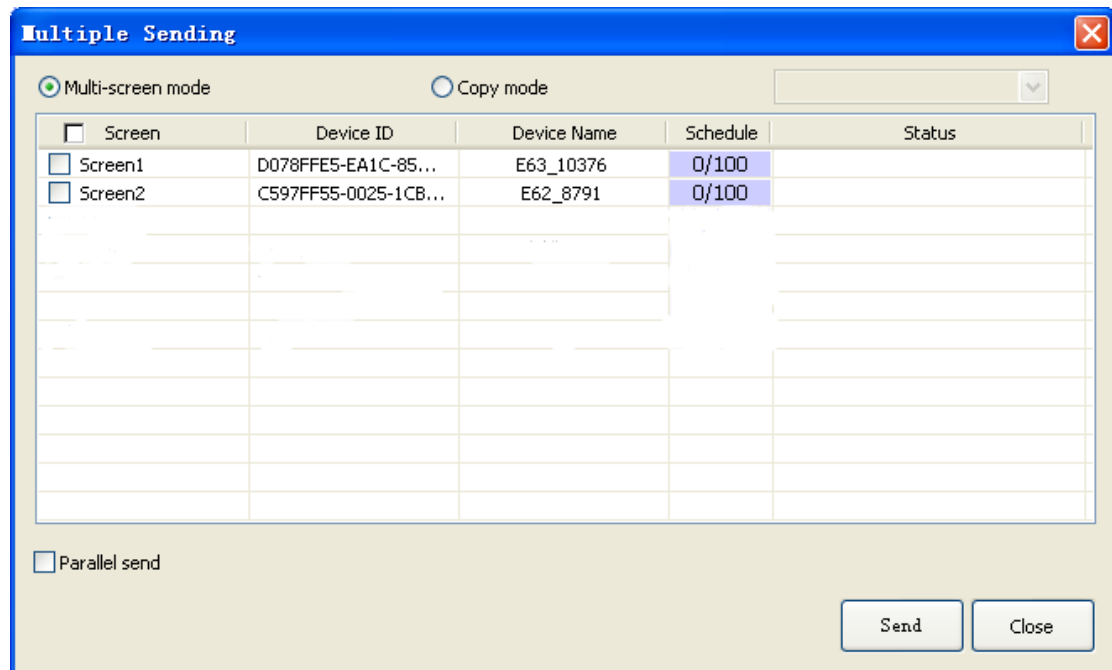 Multiple Sending
Multi-screen mode Copy mode
Screen Device ID Device Name Schedule Status
Screen1 D078FFE5-EA1C-85... E63_10376 0/100
Screen2 C597FF55-0025-1CB... E62_8791 0/100
Parallel send
Send Close